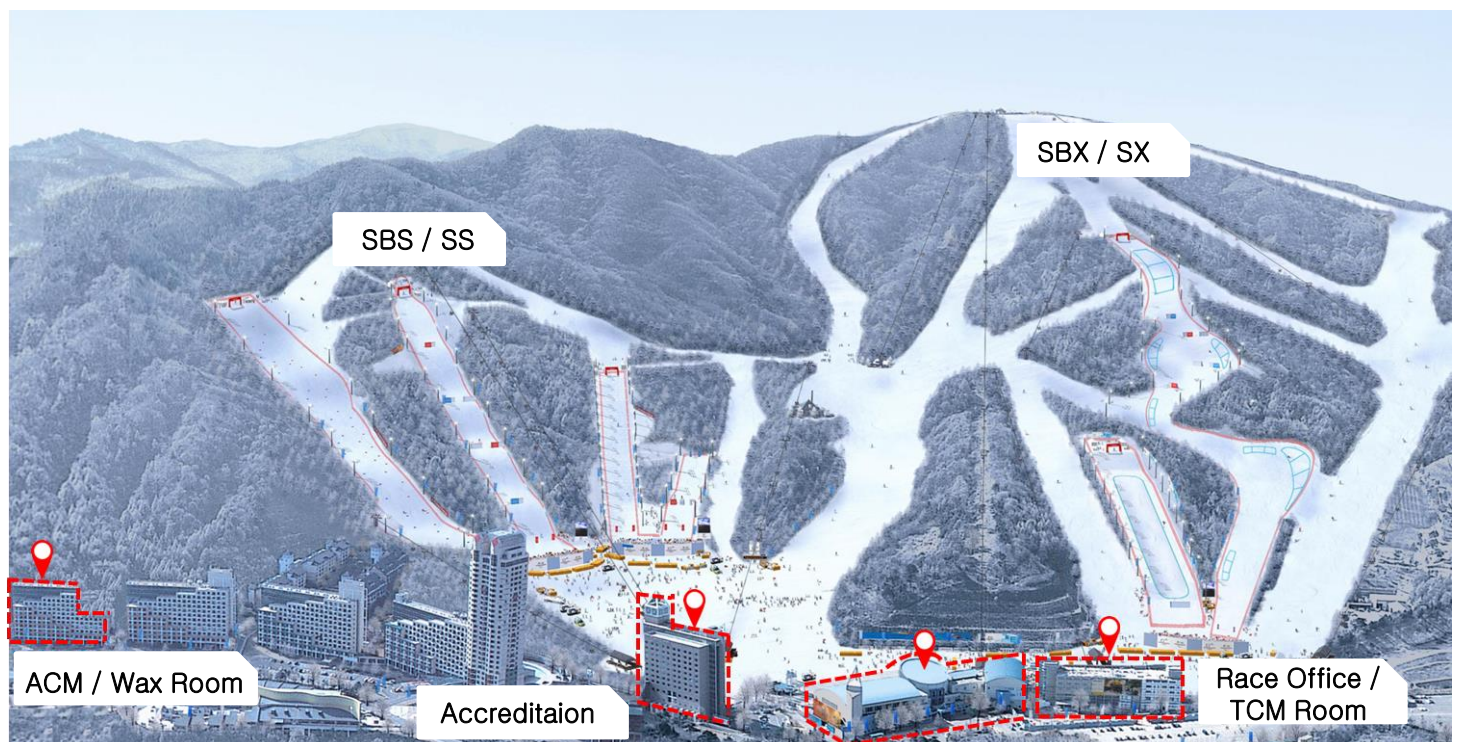 SBX / SX
SBS / SS
ACM / Wax Room
Accreditaion
Race Office /
TCM Room